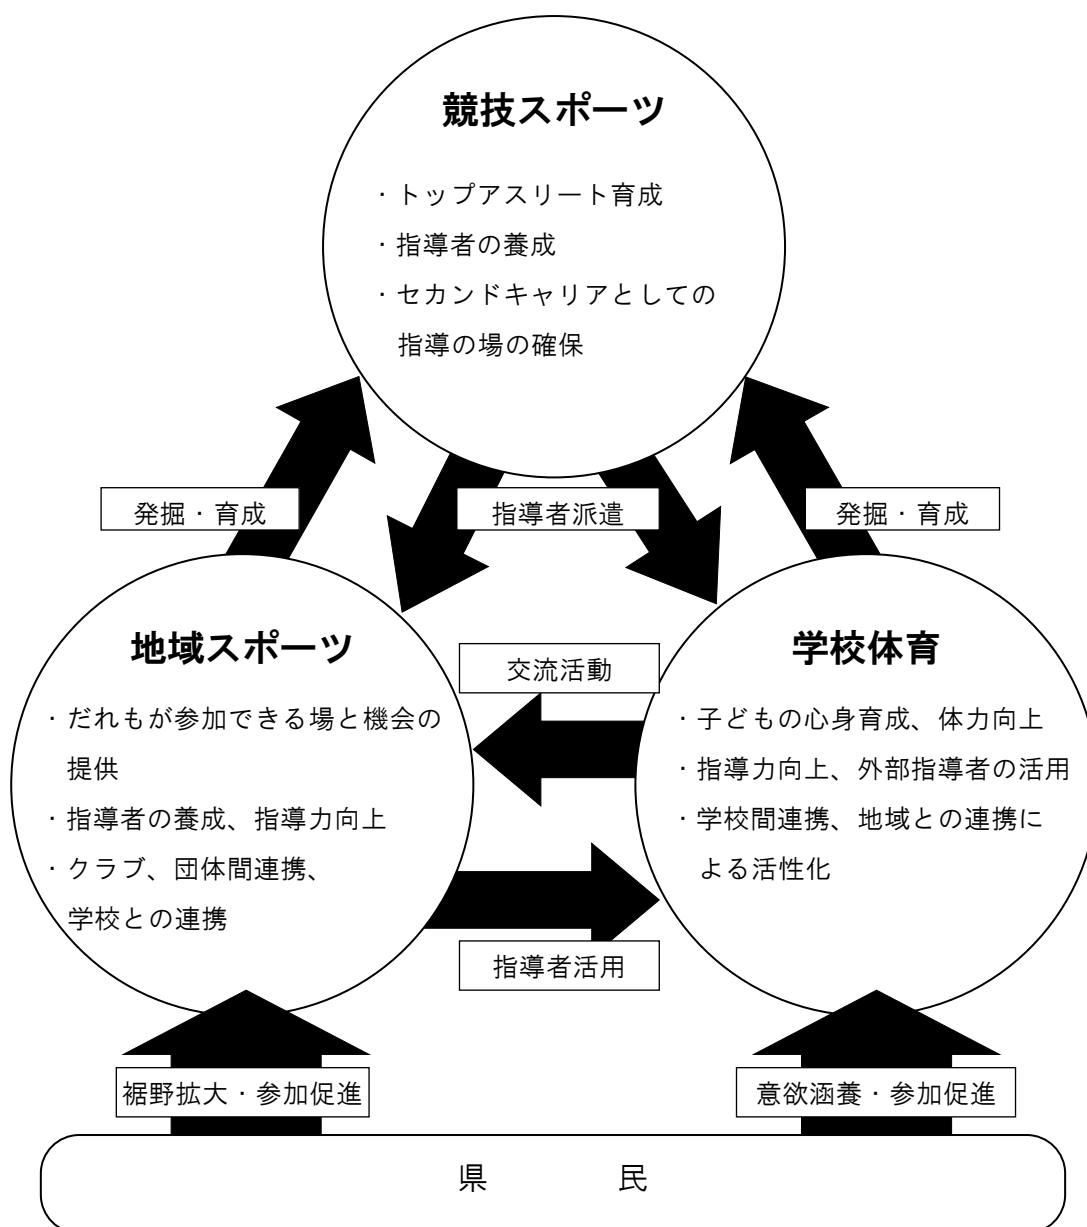 競技スポーツ
・トップアスリート育成
・指導者の養成
・セカンドキャリアとしての
指導の場の確保
発掘・育成
指導者派遣
発掘・育成
地域スポーツ
・だれもが参加できる場と機会の
提供
・指導者の養成、指導力向上
・クラブ、団体間連携、
学校との連携
交流活動
学校体育
・子どもの心身育成、体力向上
・指導力向上、外部指導者の活用
・学校間連携、地域との連携に
よる活性化
指導者活用
裾野拡大・参加促進
意欲涵養・参加促進
県　　　　民